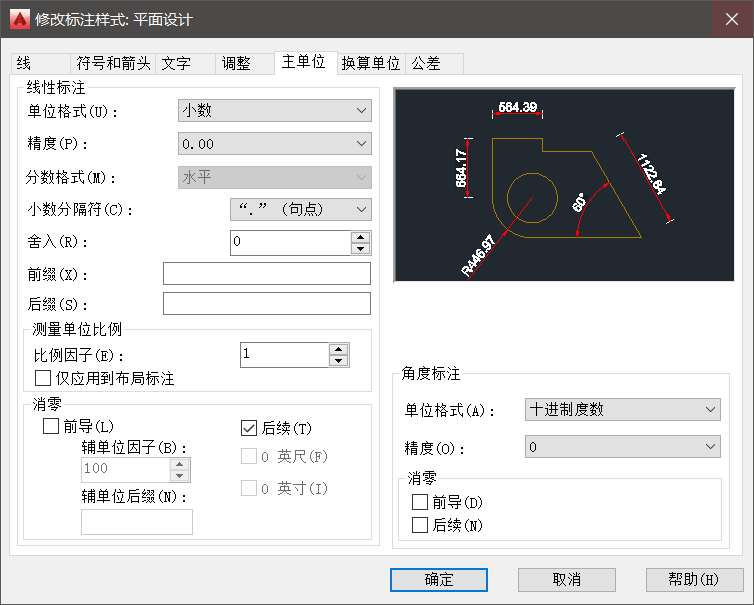 修改标注样式: 平面设计
线 符号和箭头 文字 调整 主单位 换算单位 公差
线性标注
单位格式(U): 小数
精度(P): 0.00
分数格式(M): 水平
小数分隔符(C): “.” (句点)
舍入(R): 0
前缀(X):
后缀(S):
测量单位比例
比例因子(E): 1
仅应用到布局标注
消零
前导(L)
后续(T)
辅单位因子(B):
100
0 英尺(F)
辅单位后缀(N):
0 英寸(I)
564.39
664.17
1122.64
60°
R446.97
角度标注
单位格式(A): 十进制度数
精度(O): 0
消零
前导(D)
后续(N)
确定 取消 帮助(H)